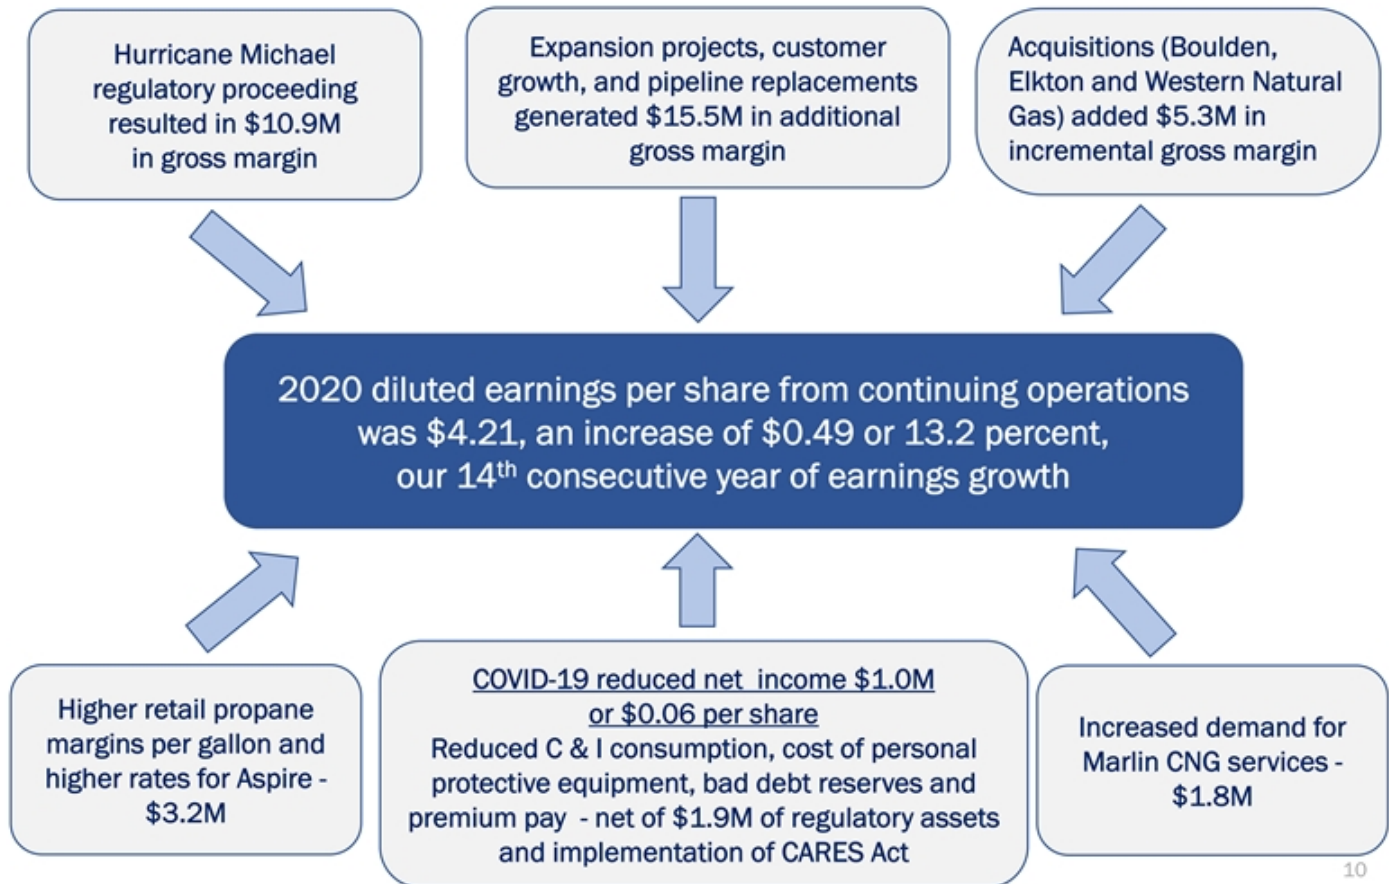 Hurricane Michael
regulatory proceeding
resulted in $10.9M
in gross margin
Expansion projects, customer
growth, and pipeline replacements
generated $15.5M in additional
gross margin
Acquisitions (Boulden,
Elkton and Western Natural
Gas) added $5.3M in
incremental gross margin
2020 diluted earnings per share from continuing operations
was $4.21, an increase of $0.49 or 13.2 percent,
our 14th consecutive year of earnings growth
Higher retail propane
margins per gallon and
higher rates for Aspire -
$3.2M
COVID-19 reduced net income $1.0M
or $0.06 per share
Reduced C & I consumption, cost of personal
protective equipment, bad debt reserves and
premium pay - net of $1.9M of regulatory assets
and implementation of CARES Act
Increased demand for
Marlin CNG services -
$1.8M
10